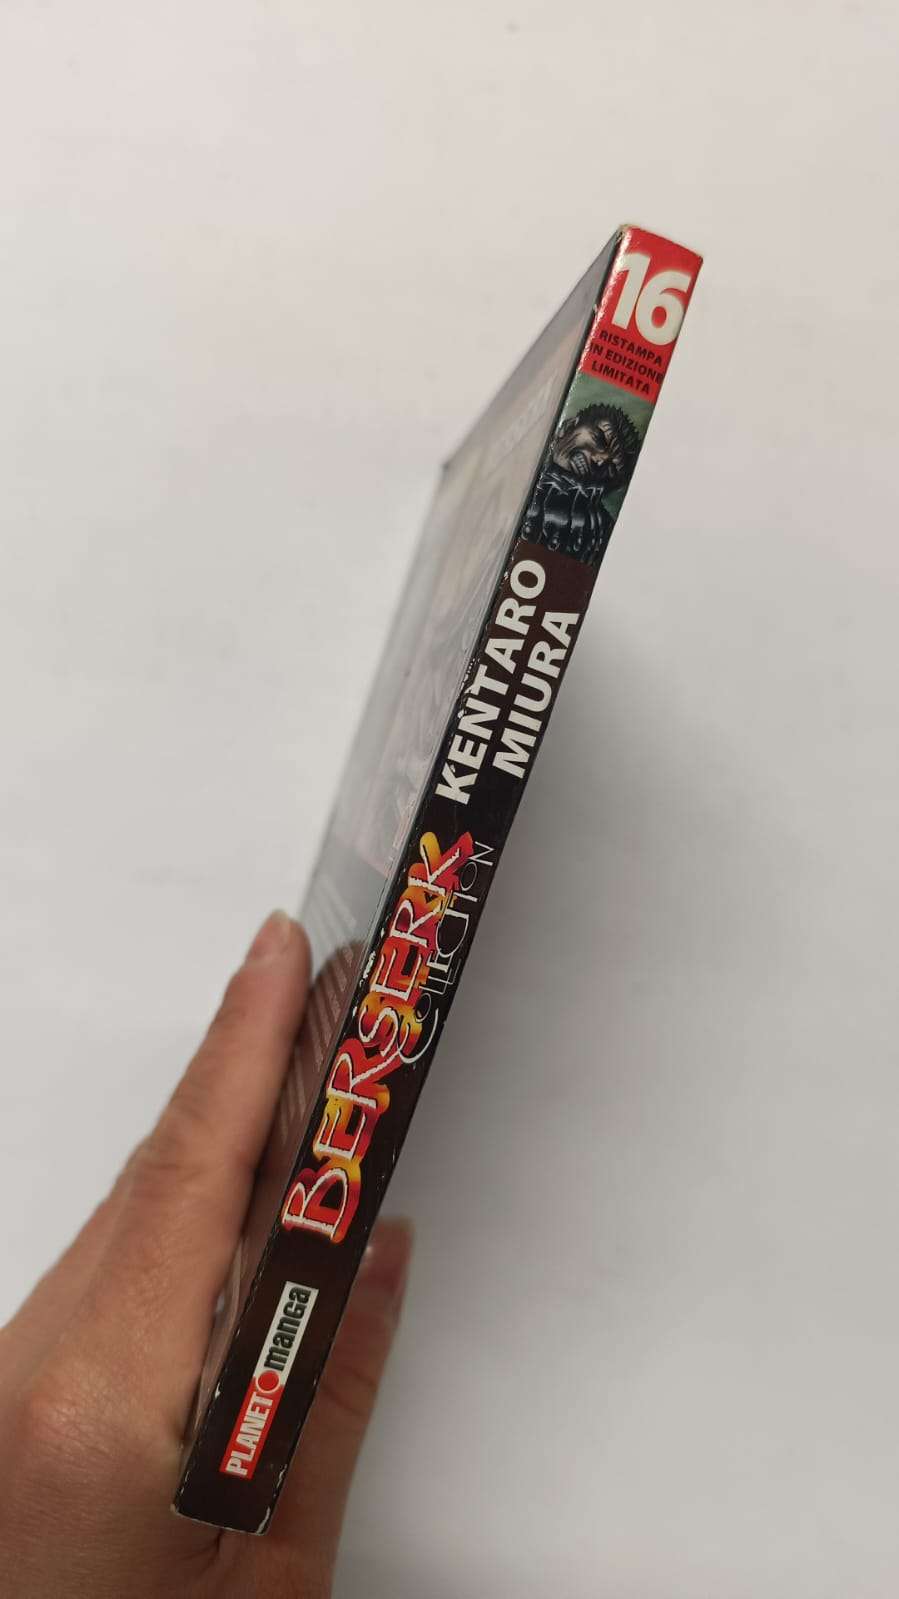 16
RISTAMPA
IN EDIZIONE
LIMITATA
KENTARO
MIURA
BERSERK
COLLECTION
PLANET manga